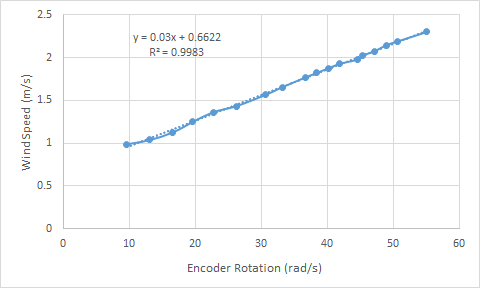 2.5
y = 0.03x + 0.6622
R² = 0.9983
2
1.5
1
0.5
0
WindSpeed (m/s)
0 10 20 30 40 50 60
Encoder Rotation (rad/s)